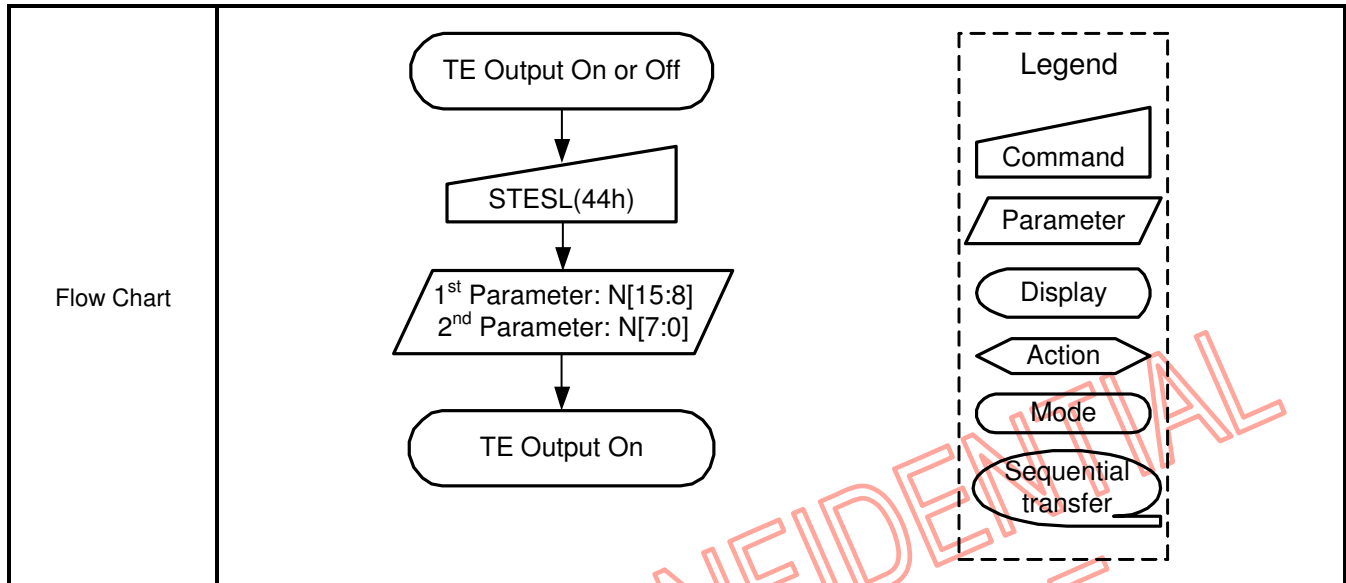 Flow Chart
TE Output On or Off
STESL(44h)
1st Parameter: N[15:8]
2nd Parameter: N[7:0]
TE Output On
Legend
Command
Parameter
Display
Action
Mode
Sequential
transfer
NFIDENTIAL